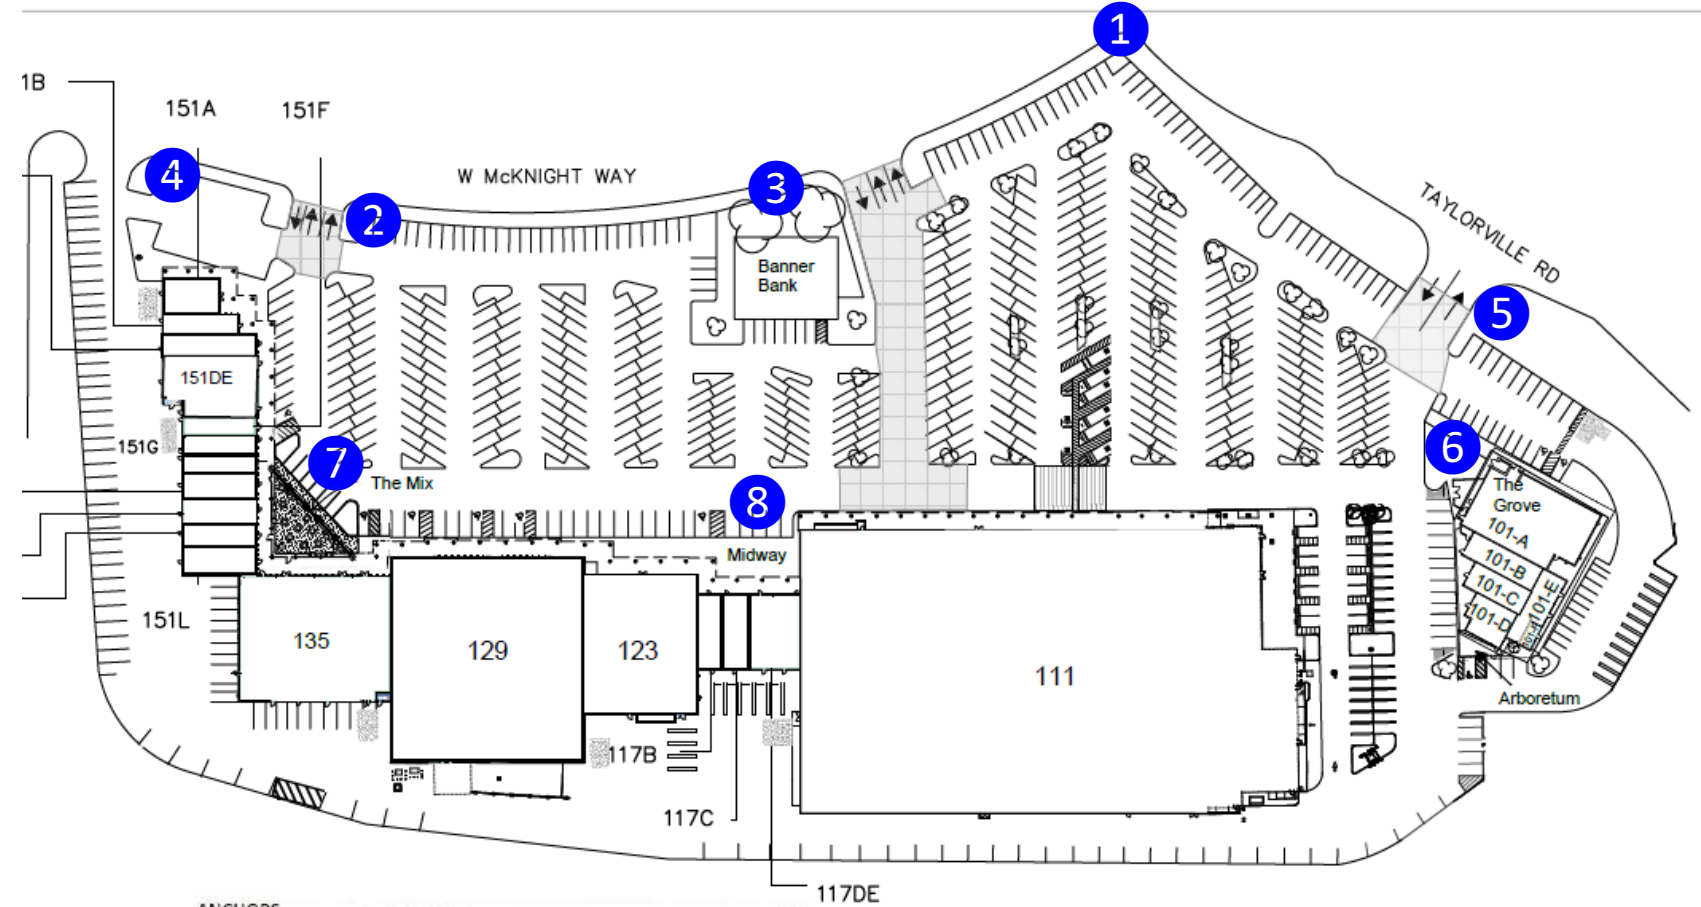 1
1B
151A
151F
4
W McKNIGHT WAY
3
2
TAYLORVILLE RD
Banner
Bank
5
151DE
151G
6
7
The Mix
8
The
Grove
101-A
Midway
101-B
101-C
101-E
101-D
151L
135
129
123
111
Arboretum
117B
117C
117DE